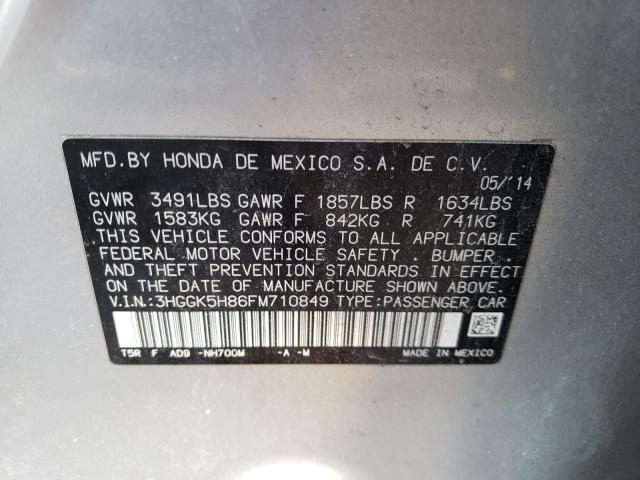 MFD.BY HONDA DE MEXICO S.A. DE C.V.
05/'14
GVWR 3491LBS GAWR F 1857LBS R 1634LBS
GVWR 1583KG GAWR F 842KG R 741KG
THIS VEHICLE CONFORMS TO ALL APPLICABLE
FEDERAL MOTOR VEHICLE SAFETY . BUMPER .
AND THEFT PREVENTION STANDARDS IN EFFECT
ON THE DATE OF MANUFACTURE SHOWN ABOVE.
V.I.N.:3HGGK5H86FM710849 TYPE:PASSENGER CAR
T5R F AD9 -NH700M -A -M MADE IN MEXICO